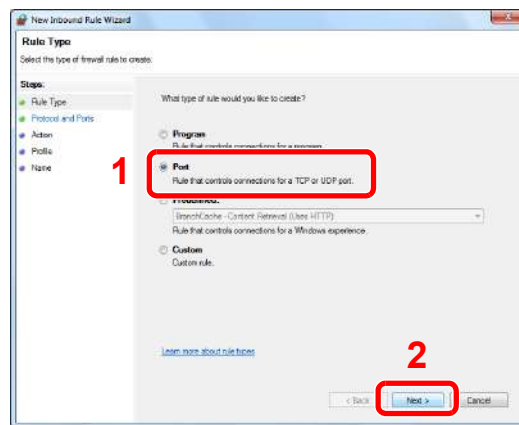 New Inbound Rule Wizard
Rule Type
Select the type of firewall rule to create.
Steps:
Rule Type
Protocol and Ports
Action
Profile
Name
What type of rule would you like to create?
Program
Rule that controls connections for a program.
1
Port
Rule that controls connections for a TCP or UDP port.
Predefined:
BranchCache - Content Retrieval (Uses HTTP)
Rule that controls connections for a Windows experience.
Custom
Custom rule.
Learn more about rule types
2
< Back
Next >
Cancel